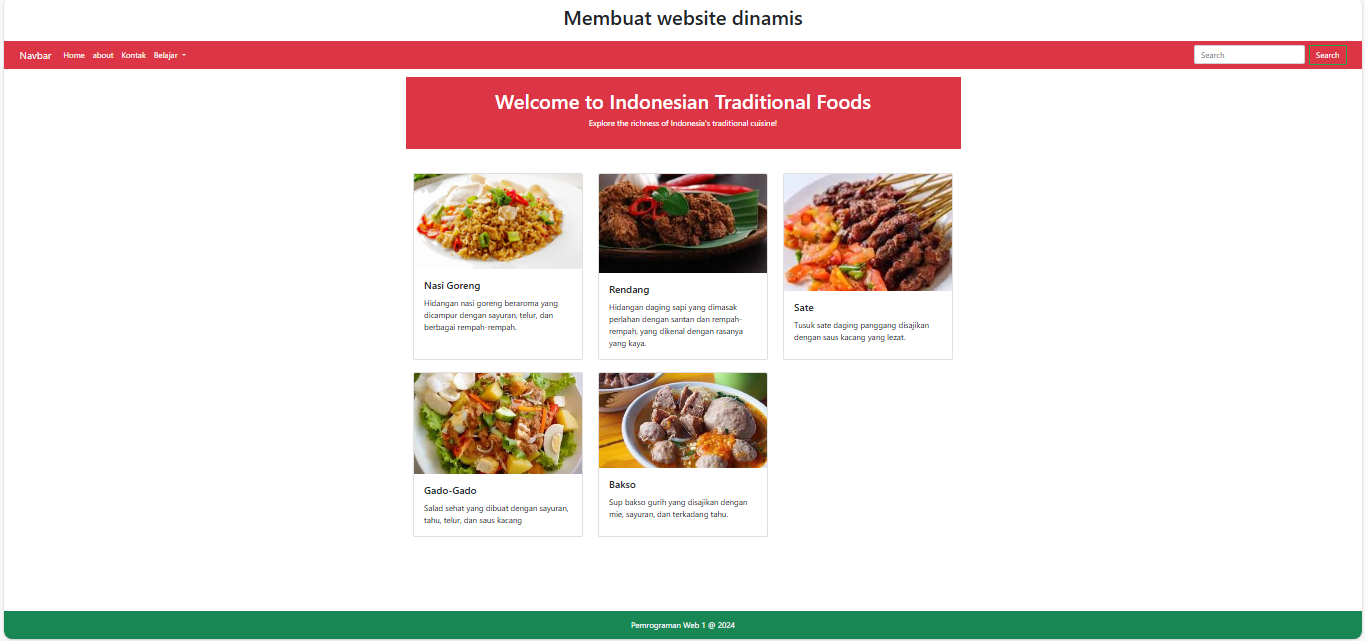 Membuat website dinamis
Navbar Home about Kontak Belajar Search Search
Welcome to Indonesian Traditional Foods
Explore the richness of Indonesia's traditional cuisine!
Nasi Goreng
Hidangan nasi goreng beraroma yang
dicampur dengan sayuran, telur, dan
berbagai rempah-rempah.
Rendang
Hidangan daging sapi yang dimasak
perlahan dengan santan dan rempah-
rempah, yang dikenal dengan rasanya
yang kaya.
Sate
Tusuk sate daging panggang disajikan
dengan saus kacang yang lezat.
Gado-Gado
Salad sehat yang dibuat dengan sayuran,
tahu, telur, dan saus kacang
Bakso
Sup bakso gurih yang disajikan dengan
mie, sayuran, dan terkadang tahu.
Pemrograman Web 1 @ 2024